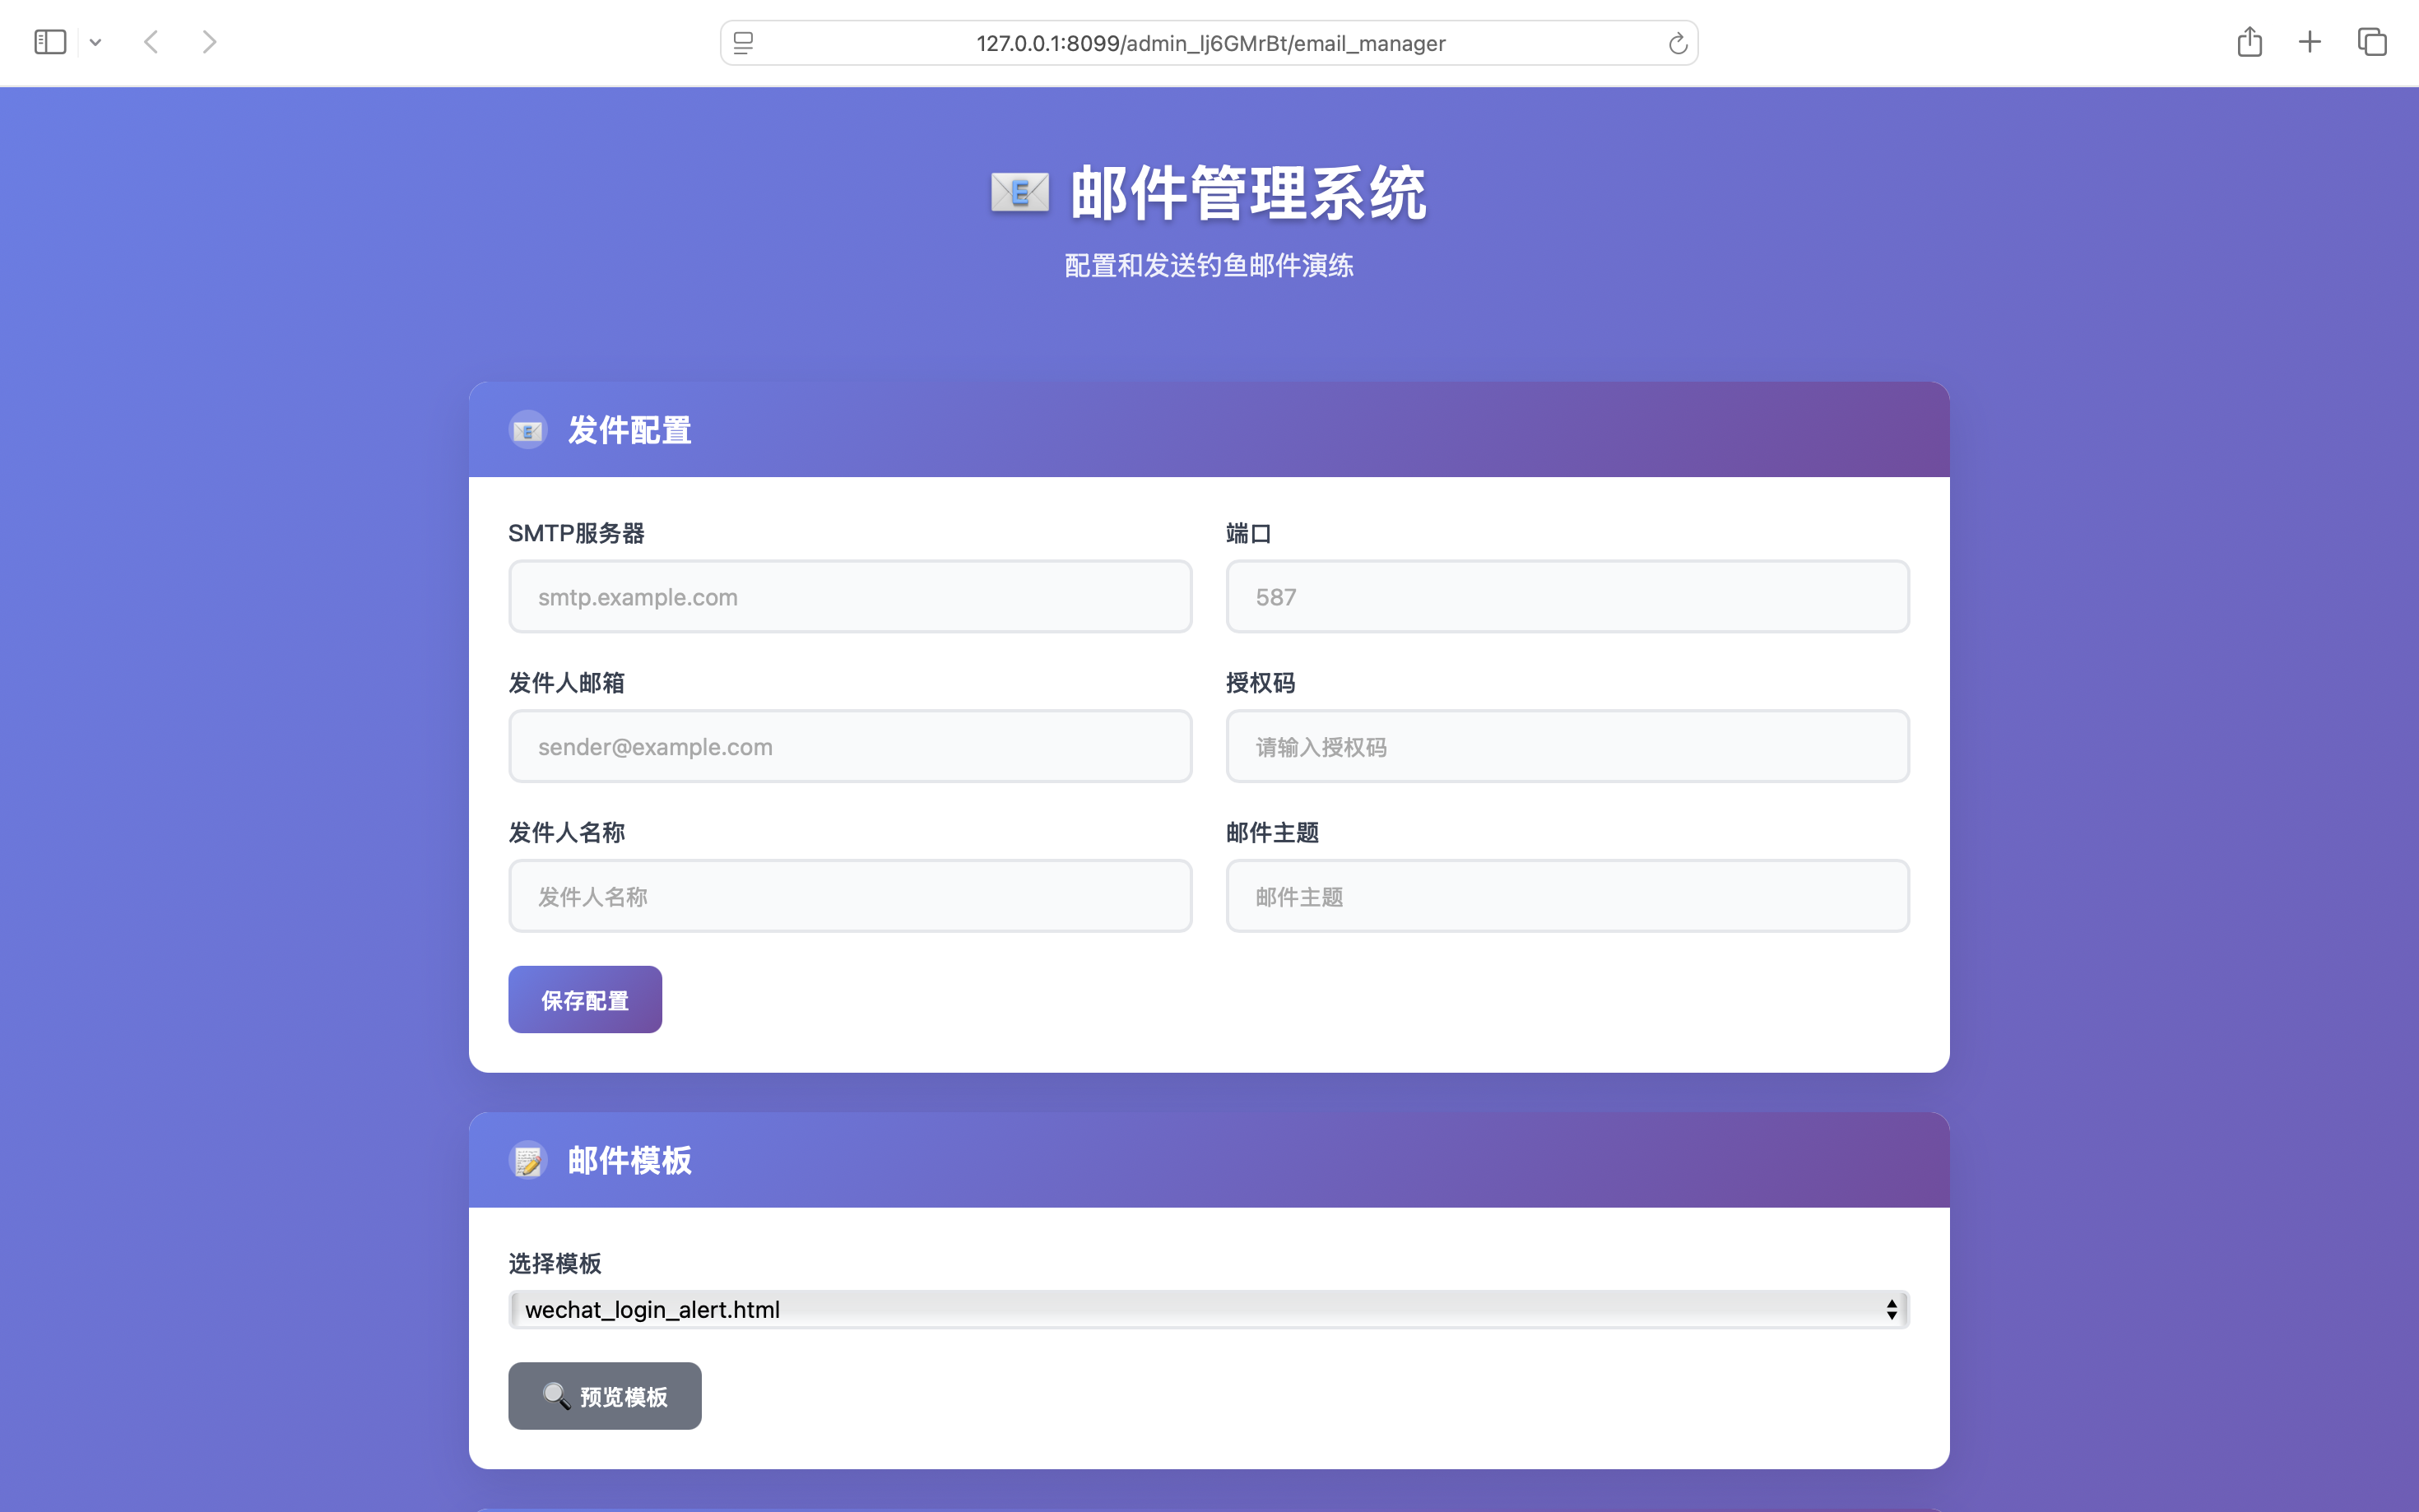 127.0.0.1:8099/admin_lj6GMrBt/email_manager
邮件管理系统
配置和发送钓鱼邮件演练
发件配置
SMTP服务器
端口
smtp.example.com
587
发件人邮箱
授权码
sender@example.com
请输入授权码
发件人名称
邮件主题
发件人名称
邮件主题
保存配置
邮件模板
选择模板
wechat_login_alert.html
预览模板